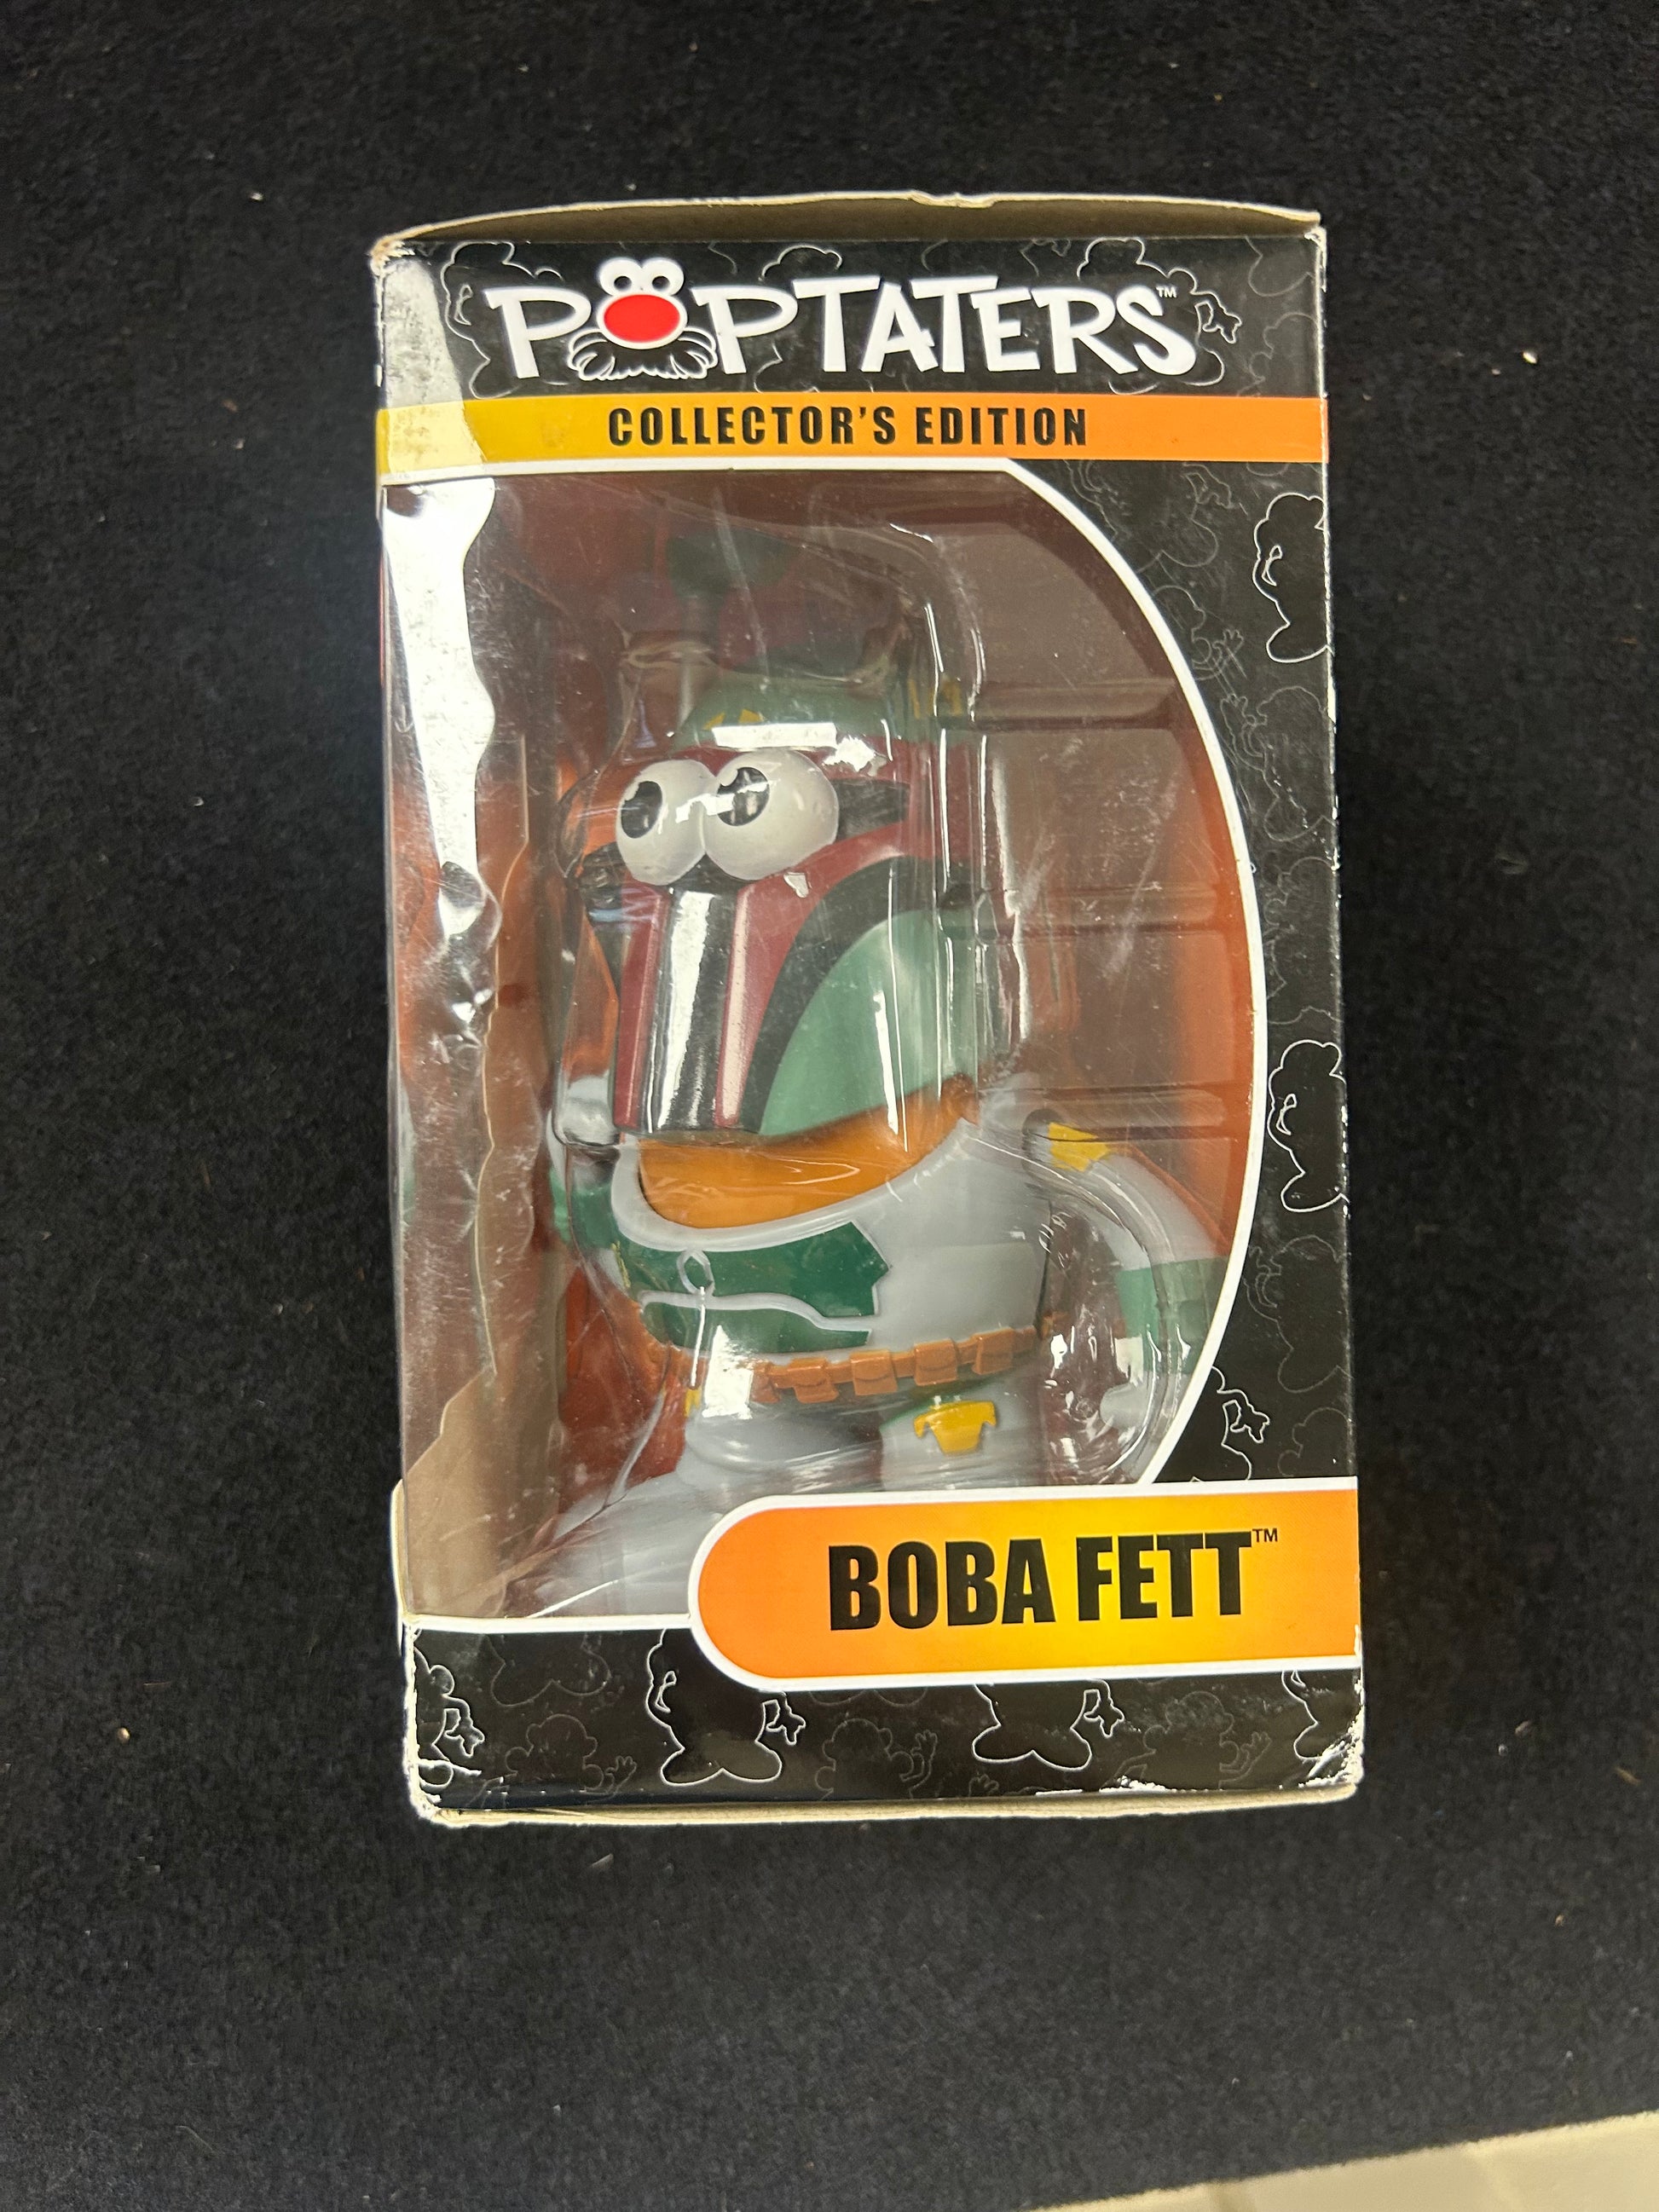 POPTATERS™
COLLECTOR'S EDITION
BOBA FETT™